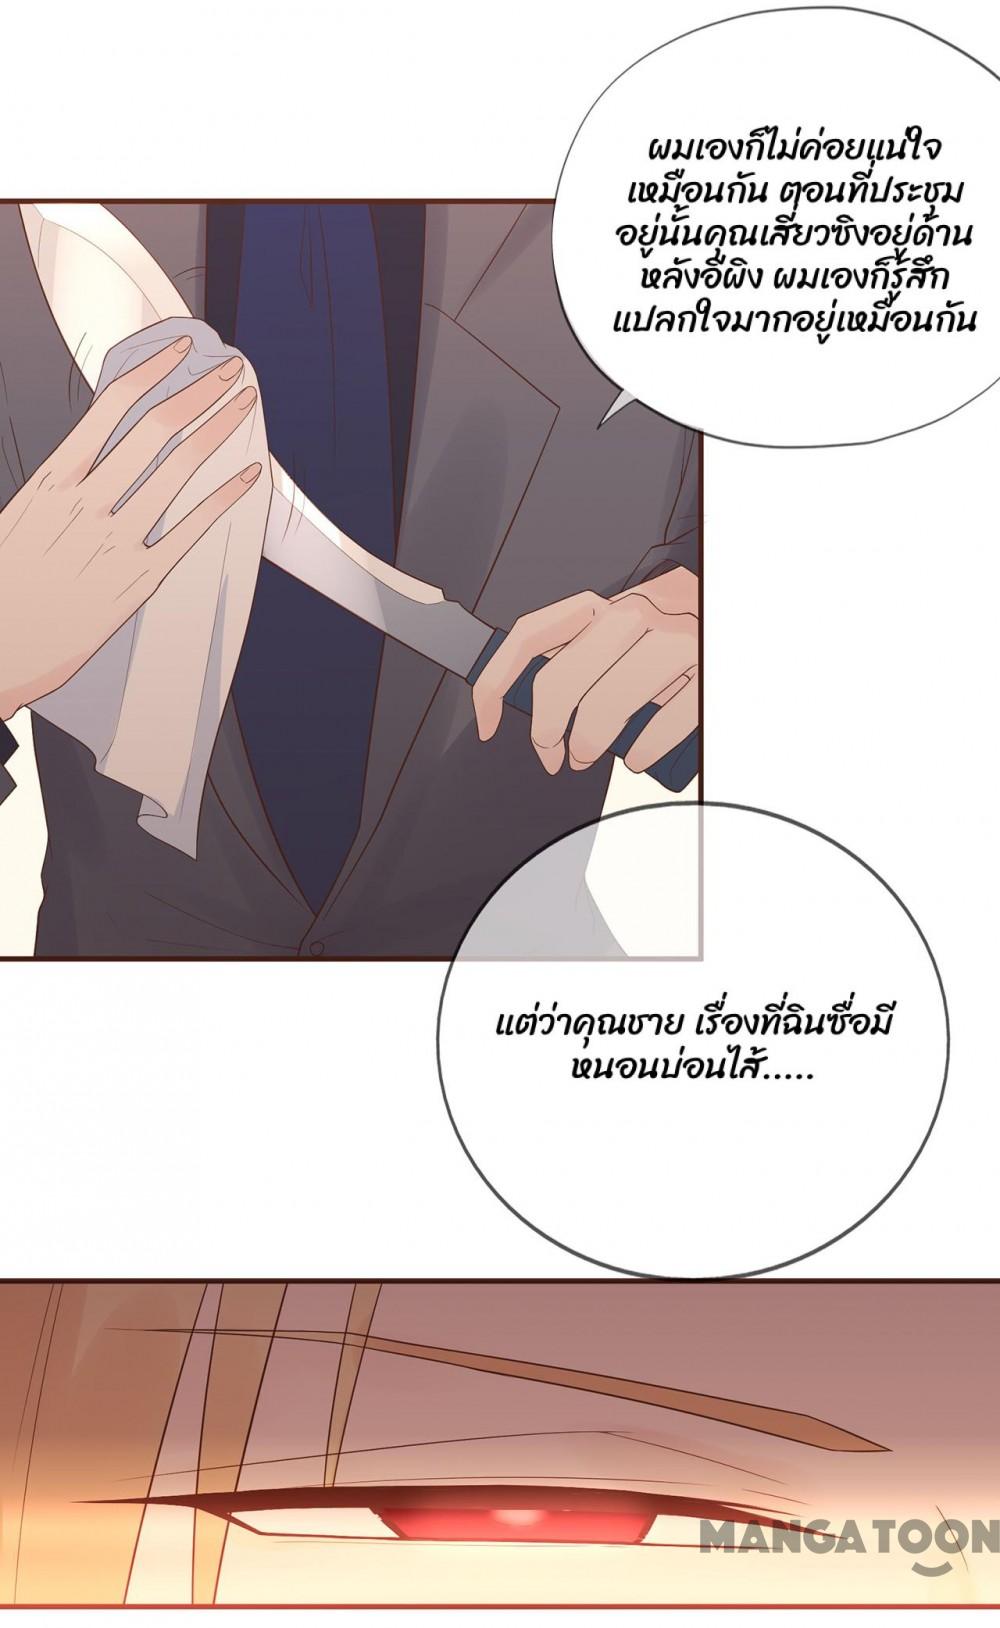 ผมเองก็ไม่ค่อยแน่ใจ
เหมือนกัน ตอนที่ประชุม
อยู่นั้นคุณเสี่ยวซิงอยู่ด้าน
หลังอีผิง ผมเองก็รู้สึก
แปลกใจมากอยู่เหมือนกัน
แต่ว่าคุณชาย เรื่องที่ฉินซื่อมี
หนอนบ่อนไส้.....
MANGATOON